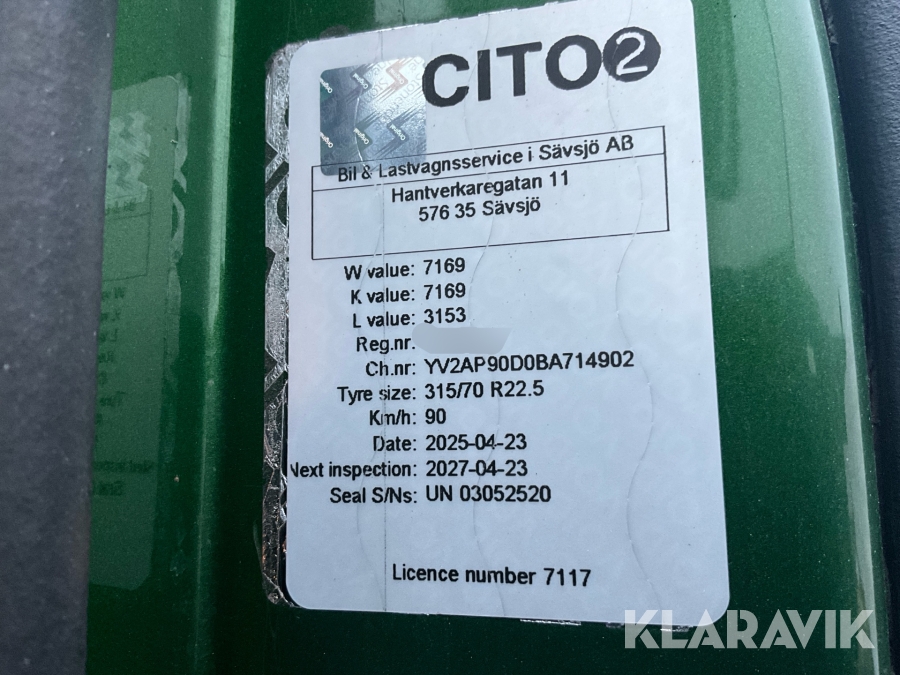 CITO2
Bil & Lastvagnsservice i Sävsjö AB
Hantverkaregatan 11
576 35 Sävsjö
W value: 7169
K value: 7169
L value: 3153
Reg.nr.
Ch.nr: YV2AP90D0BA714902
Tyre size: 315/70 R22.5
Km/h: 90
Date: 2025-04-23
Next inspection: 2027-04-23
Seal S/Ns: UN 03052520
Licence number 7117
KLARAVIK